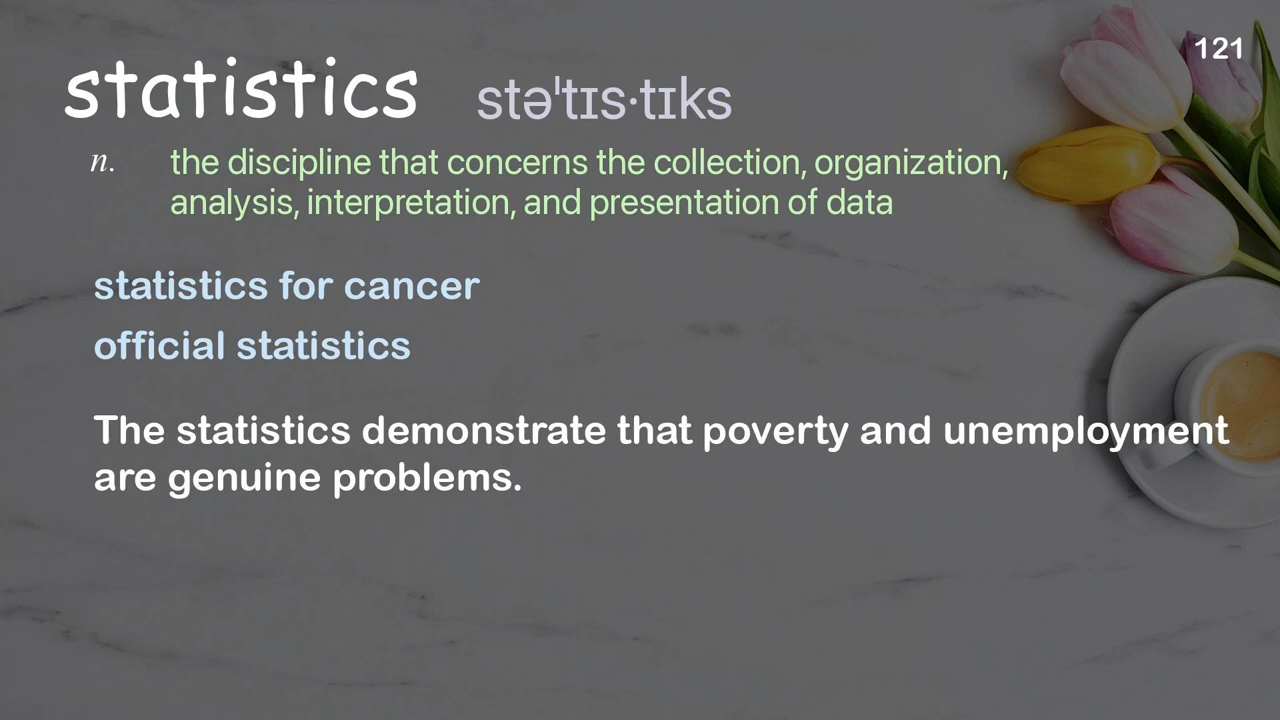 121
statistics stəˈtɪs·tɪks
n. the discipline that concerns the collection, organization,
analysis, interpretation, and presentation of data
statistics for cancer
official statistics
The statistics demonstrate that poverty and unemployment
are genuine problems.